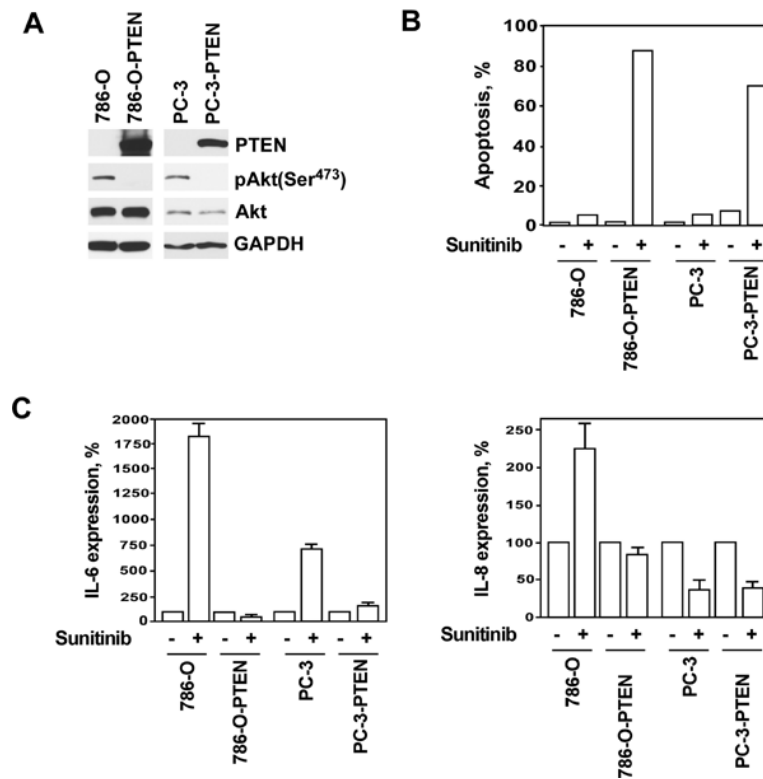 A
786-O
786-O-PTEN
PC-3
PC-3-PTEN
PTEN
pAkt(Ser473)
Akt
GAPDH
B
Apoptosis, %
100
80
60
40
20
0
Sunitinib - + - + - + - +
786-O
786-O-PTEN
PC-3
PC-3-PTEN
C
IL-6 expression, %
2000
1750
1500
1250
1000
750
500
250
100
0
Sunitinib - + - + - + - +
786-O
786-O-PTEN
PC-3
PC-3-PTEN
IL-8 expression, %
250
200
150
100
50
0
Sunitinib - + - + - + - +
786-O
786-O-PTEN
PC-3
PC-3-PTEN